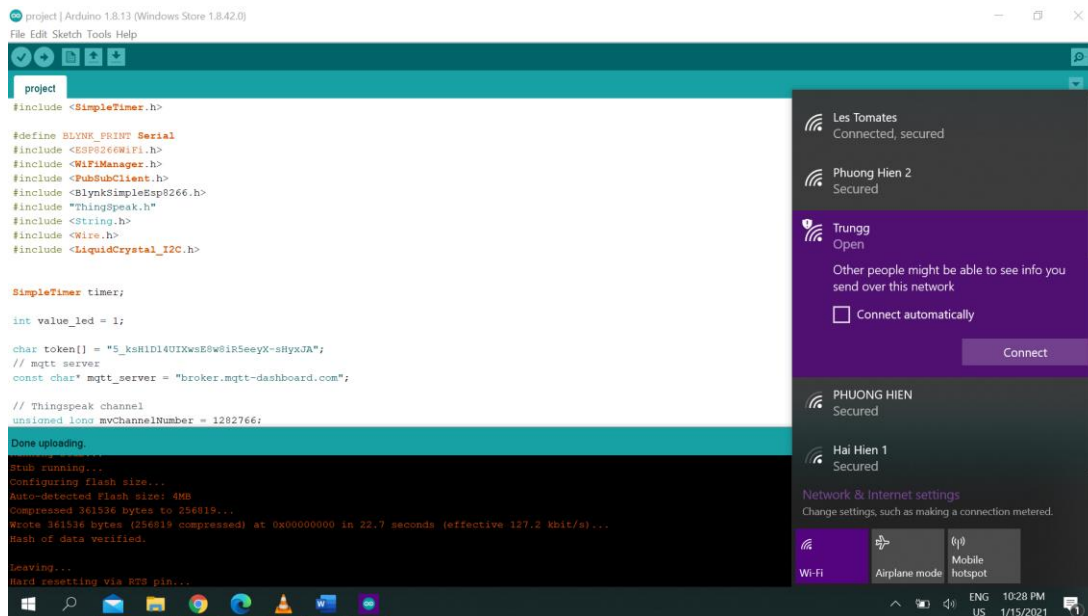 project | Arduino 1.8.13 (Windows Store 1.8.42.0)
File Edit Sketch Tools Help
project
#include <SimpleTimer.h>
#define BLYNK_PRINT Serial
#include <ESP8266WiFi.h>
#include <WiFiManager.h>
#include <PubSubClient.h>
#include <BlynkSimpleEsp8266.h>
#include "ThingSpeak.h"
#include <String.h>
#include <Wire.h>
#include <LiquidCrystal_I2C.h>
SimpleTimer timer;
int value_led = 1;
char token[] = "5_ksH1Dl4UIXwsE8w8iR5eeyX-sHyxJA";
// mqtt server
const char* mqtt_server = "broker.mqtt-dashboard.com";
// Thingspeak channel
unsigned long myChannelNumber = 1282766;
Done uploading.
Running stub...
Stub running...
Configuring flash size...
Auto-detected Flash size: 4MB
Compressed 361536 bytes to 256819...
Wrote 361536 bytes (256819 compressed) at 0x00000000 in 22.7 seconds (effective 127.2 kbit/s)...
Hash of data verified.
Leaving...
Hard resetting via RTS pin...
Les Tomates
Connected, secured
Phuong Hien 2
Secured
Trungg
Open
Other people might be able to see info you
send over this network
Connect automatically
Connect
PHUONG HIEN
Secured
Hai Hien 1
Secured
Network & Internet settings
Change settings, such as making a connection metered.
Wi-Fi
Airplane mode
Mobile
hotspot
ENG
US
10:28 PM
1/15/2021